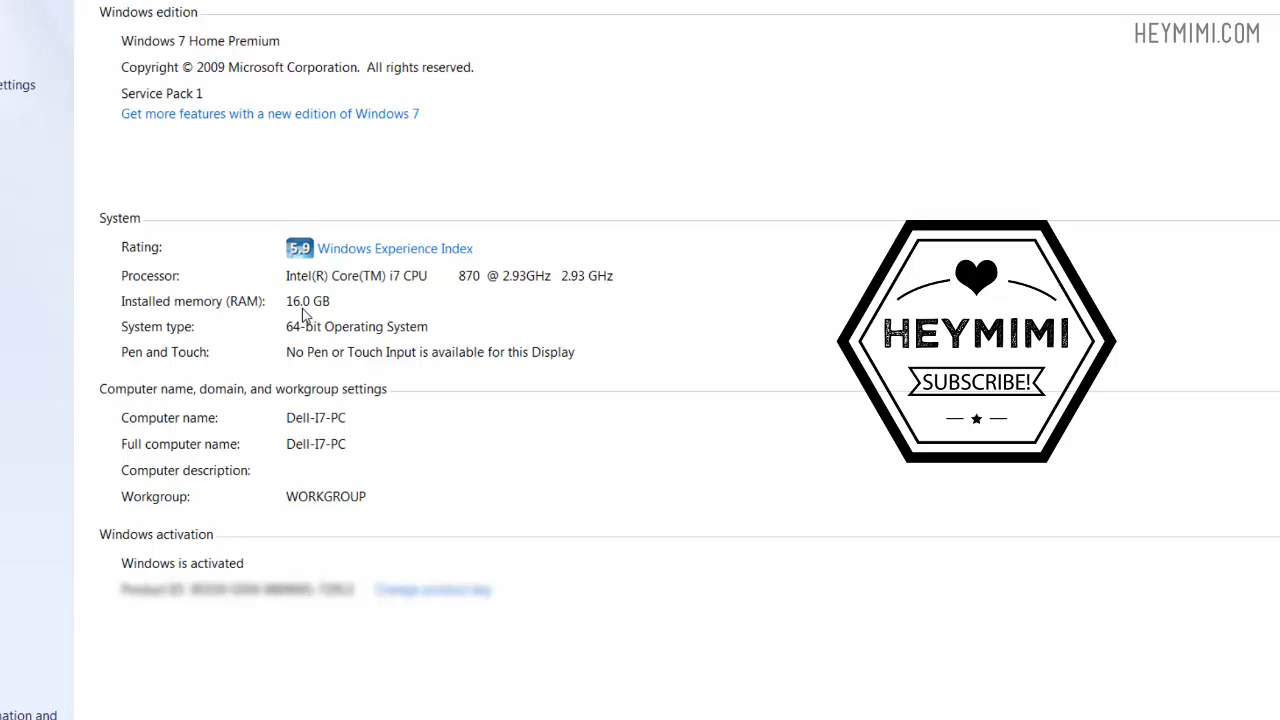 Windows edition
HEYMIMI.COM
Windows 7 Home Premium
Copyright © 2009 Microsoft Corporation.  All rights reserved.
ettings
Service Pack 1
Get more features with a new edition of Windows 7
System
Rating: 5.9 Windows Experience Index
Processor: Intel(R) Core(TM) i7 CPU 870 @ 2.93GHz 2.93 GHz
Installed memory (RAM): 16.0 GB
System type: 64-bit Operating System
Pen and Touch: No Pen or Touch Input is available for this Display
HEYMIMI
SUBSCRIBE!
Computer name, domain, and workgroup settings
Computer name: Dell-I7-PC
Full computer name: Dell-I7-PC
Computer description:
Workgroup: WORKGROUP
Windows activation
Windows is activated
nation and